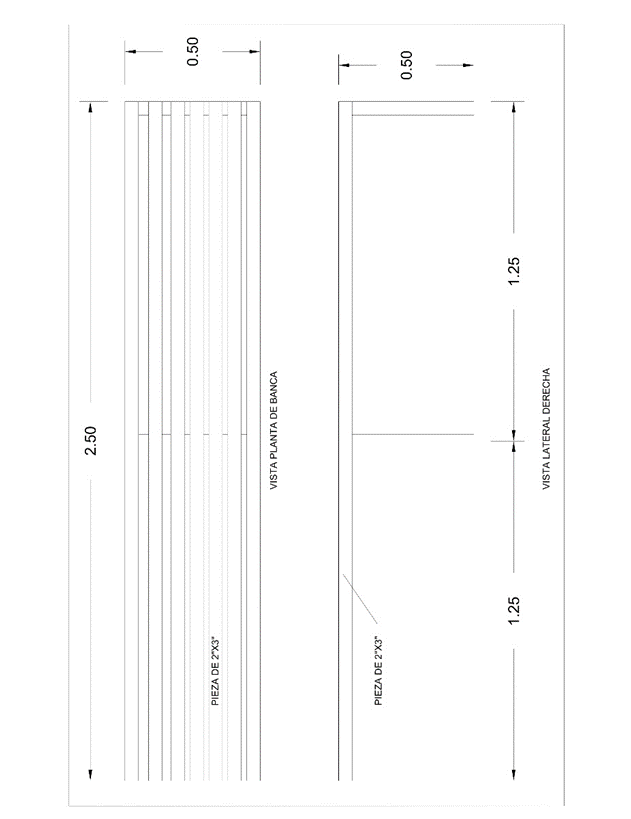 0.50
2.50
VISTA PLANTA DE BANCA
PIEZA DE 2"X3"
0.50
1.25
1.25
PIEZA DE 2"X3"
VISTA LATERAL DERECHA